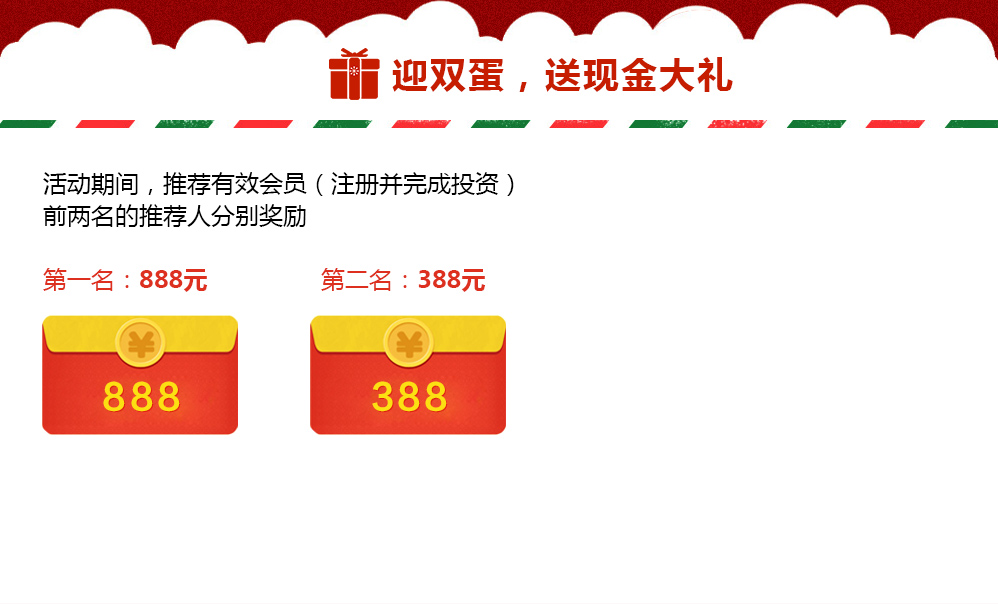 迎双蛋，送现金大礼
活动期间，推荐有效会员（注册并完成投资）
前两名的推荐人分别奖励
第一名：888元 第二名：388元
¥ ¥
888 388